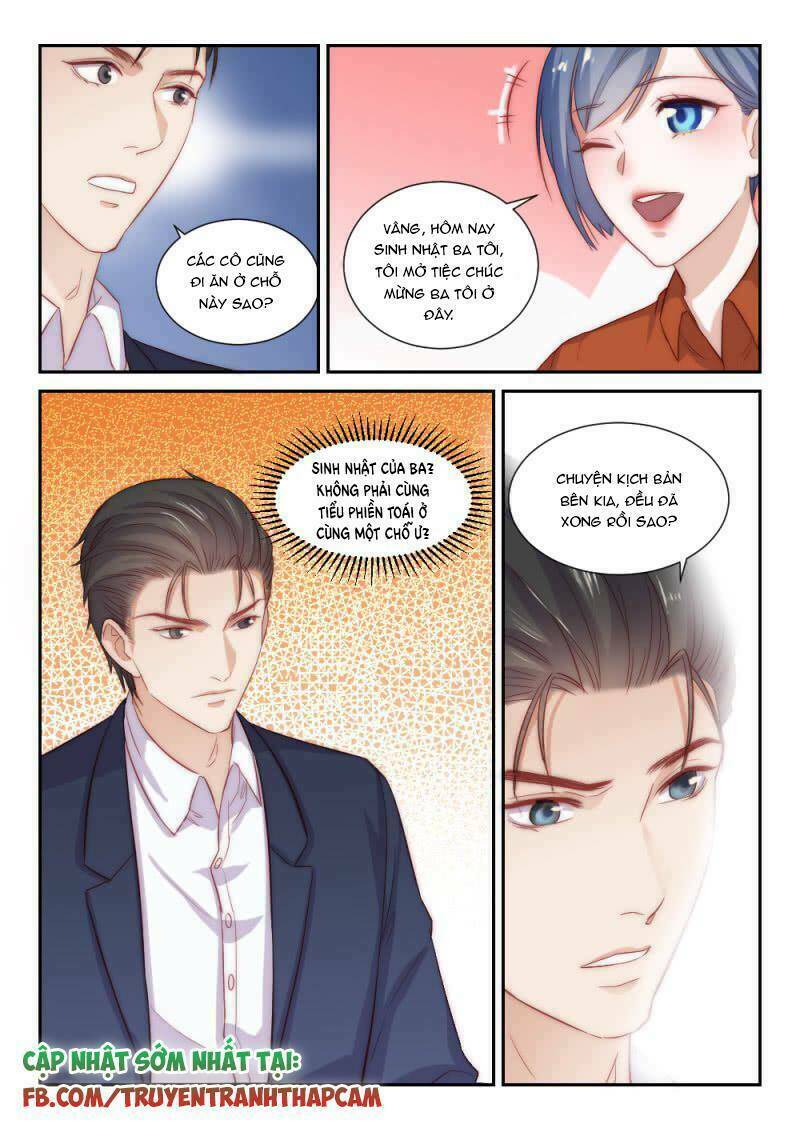 CÁC CÔ CŨNG
ĐI ĂN Ở CHỖ
NÀY SAO?
VÂNG, HÔM NAY
SINH NHẬT BA TÔI,
TÔI MỞ TIỆC CHÚC
MỪNG BA TÔI Ở
ĐÂY.
SINH NHẬT CỦA BA?
KHÔNG PHẢI CÙNG
TIỂU PHIỀN TOÁI Ở
CÙNG MỘT CHỖ Ư?
CHUYỆN KỊCH BẢN
BÊN KIA, ĐỀU ĐÃ
XONG RỒI SAO?
CẬP NHẬT SỚM NHẤT TẠI:
FB.COM/TRUYENTRANHTHAPCAM